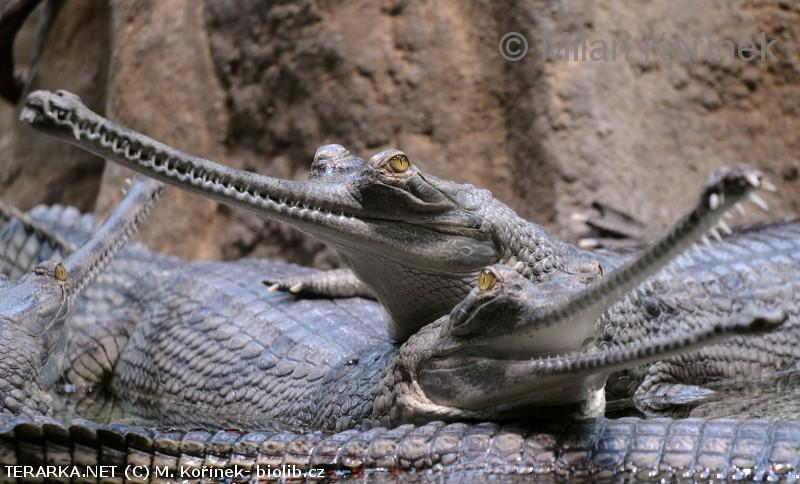 © Milan Kořínek
TERARKA.NET (C) M. Kořínek- biolib.cz